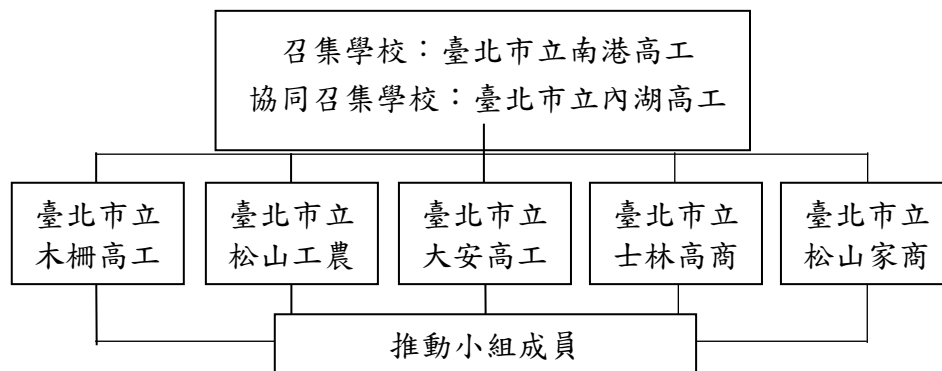 召集學校：臺北市立南港高工
協同召集學校：臺北市立內湖高工
臺北市立
木柵高工
臺北市立
松山工農
臺北市立
大安高工
臺北市立
士林高商
臺北市立
松山家商
推動小組成員